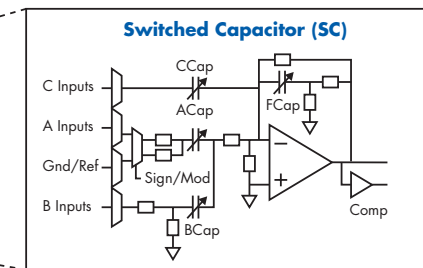 Switched Capacitor (SC)
CCap
C Inputs
ACap
FCap
A Inputs
Gnd/Ref
Sign/Mod
B Inputs
BCap
Comp